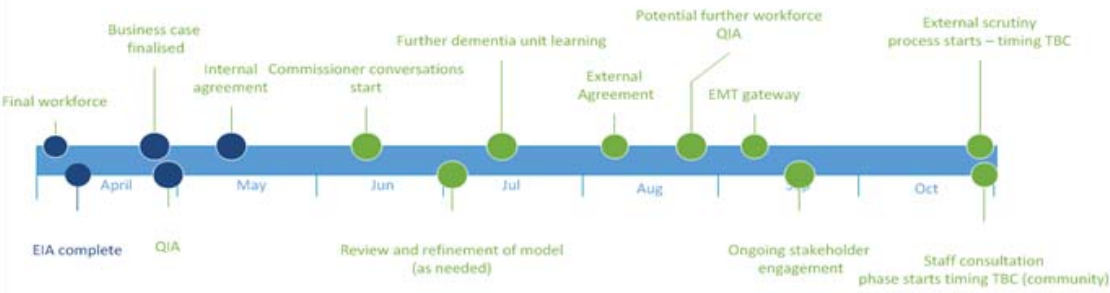 Potential further workforce
QIA
Business case
finalised
External scrutiny
process starts – timing TBC
Further dementia unit learning
Internal
agreement
Commissioner conversations
start
External
Agreement
EMT gateway
Final workforce
April
May
Jun
Jul
Aug
Oct
EIA complete
QIA
Review and refinement of model
(as needed)
Ongoing stakeholder
engagement
Staff consultation
phase starts timing TBC (community)